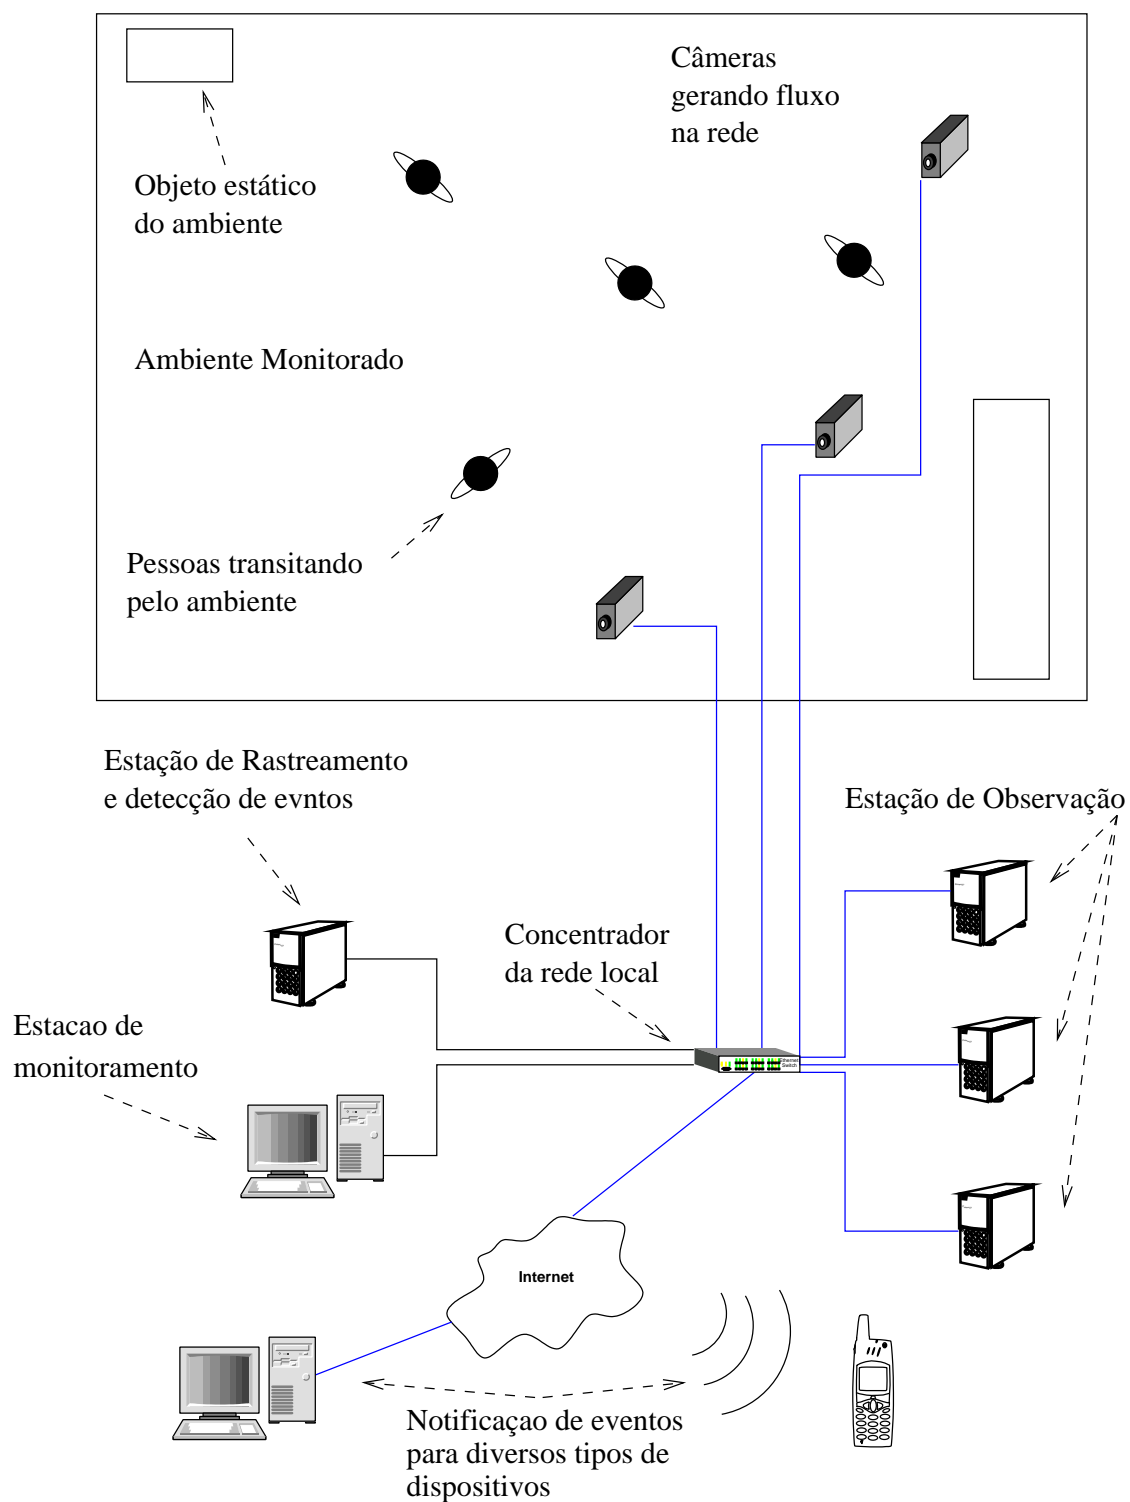 Câmeras
gerando fluxo
na rede
Objeto estático
do ambiente
Ambiente Monitorado
Pessoas transitando
pelo ambiente
Estação de Rastreamento
e detecção de evntos
Estação de Observação
Concentrador
da rede local
Estacao de
monitoramento
Ethernet
Switch
Internet
Notificaçao de eventos
para diversos tipos de
dispositivos